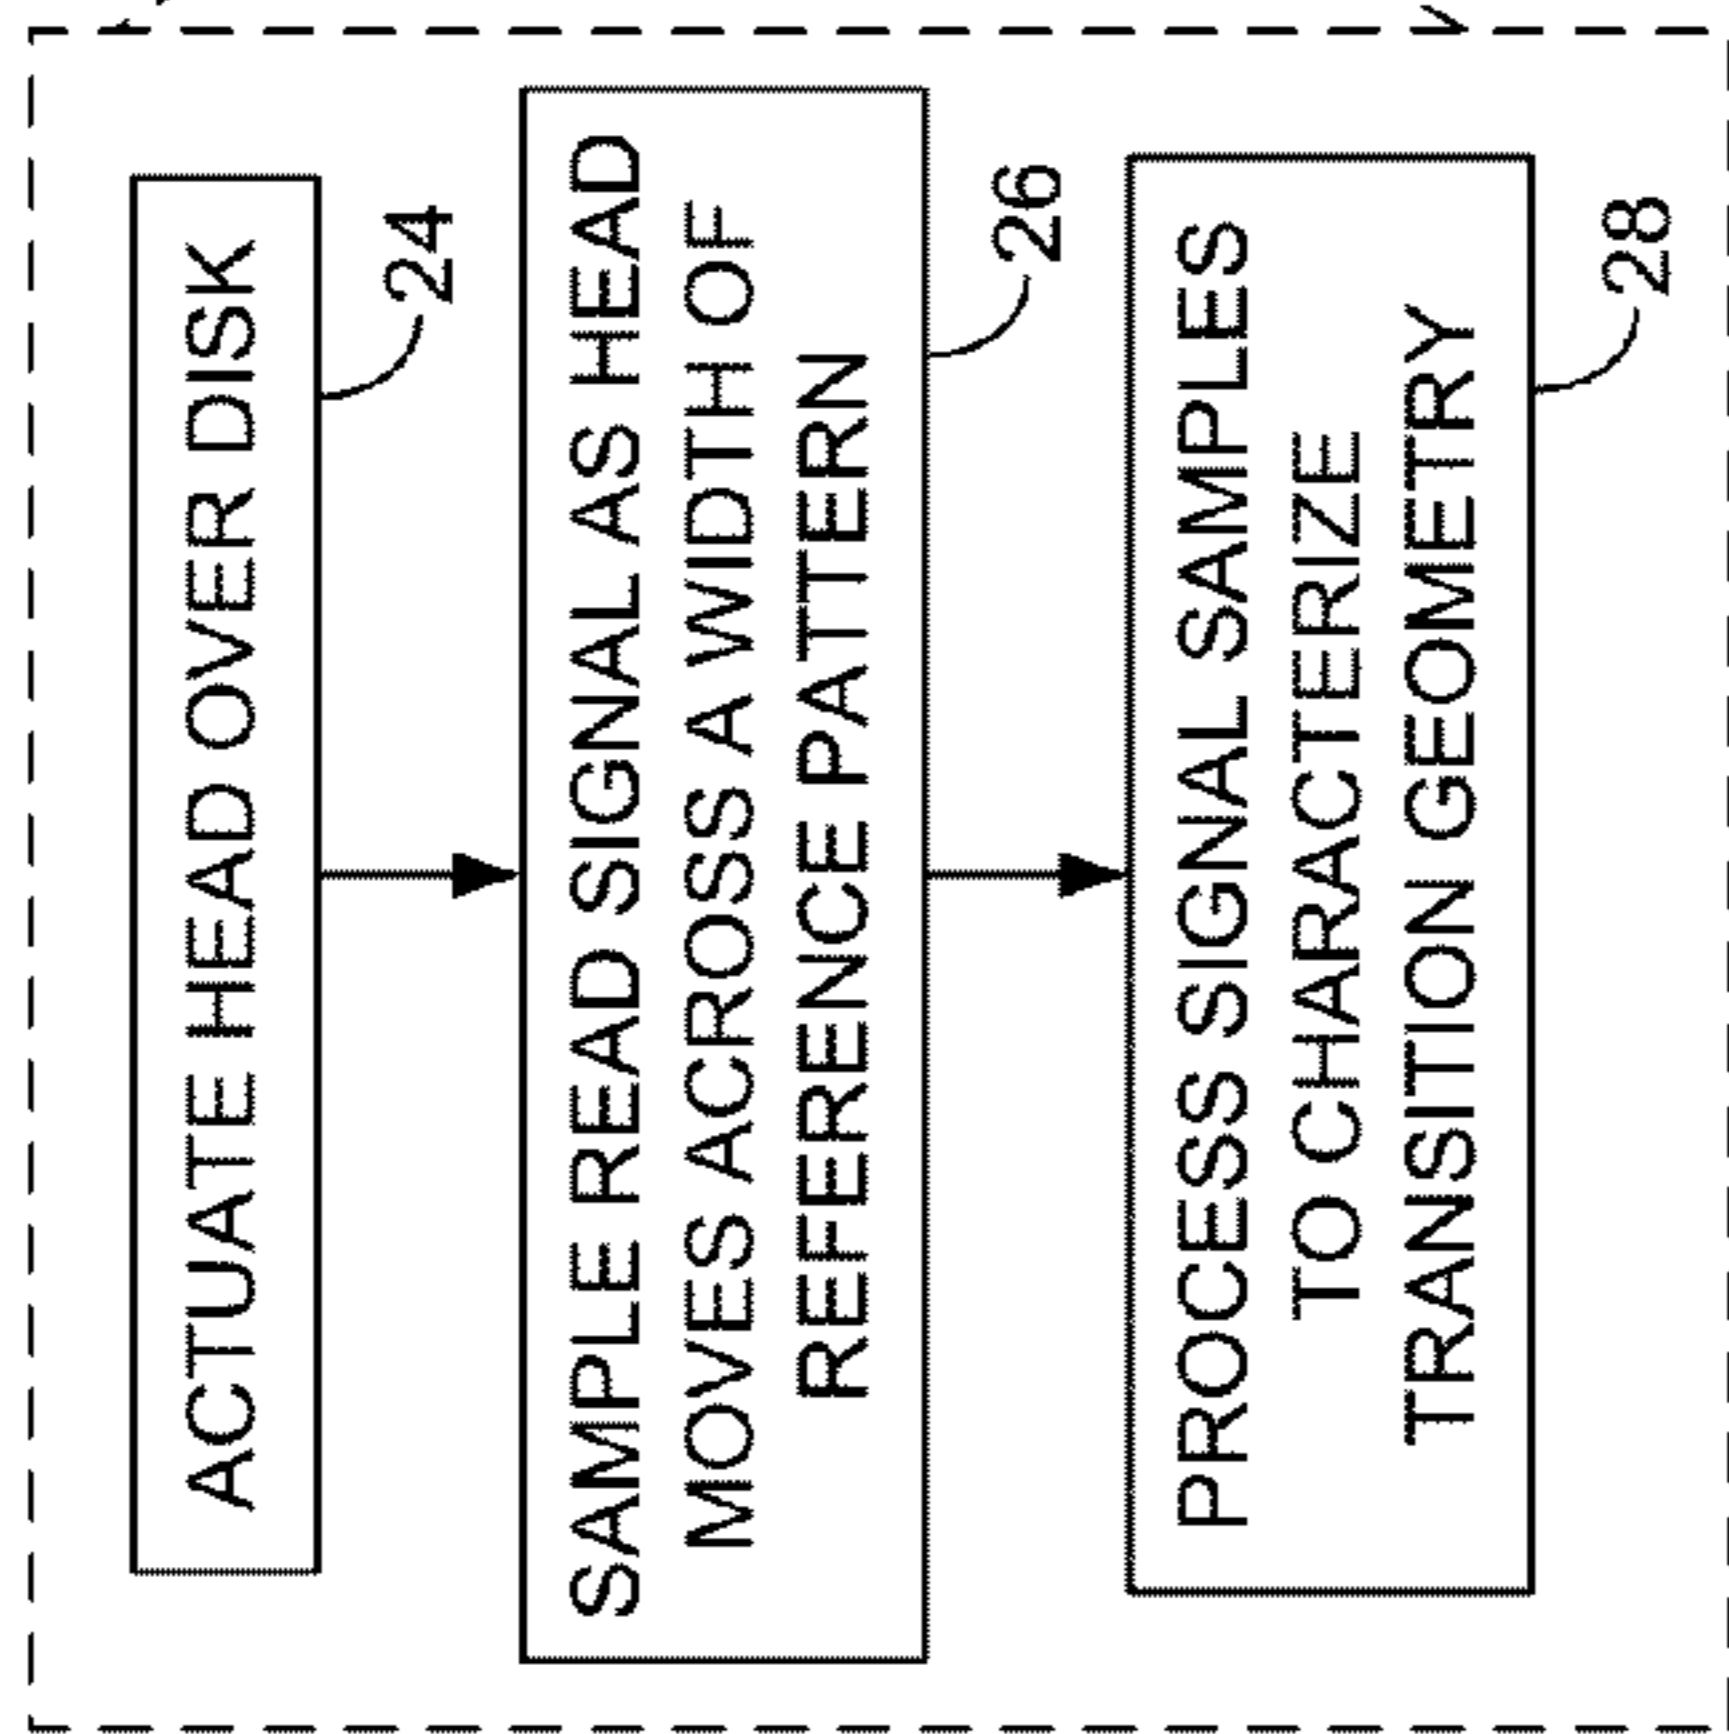 ACTUATE HEAD OVER DISK
24
SAMPLE READ SIGNAL AS HEAD
MOVES ACROSS A WIDTH OF
REFERENCE PATTERN
26
PROCESS SIGNAL SAMPLES
TO CHARACTERIZE
TRANSITION GEOMETRY
28